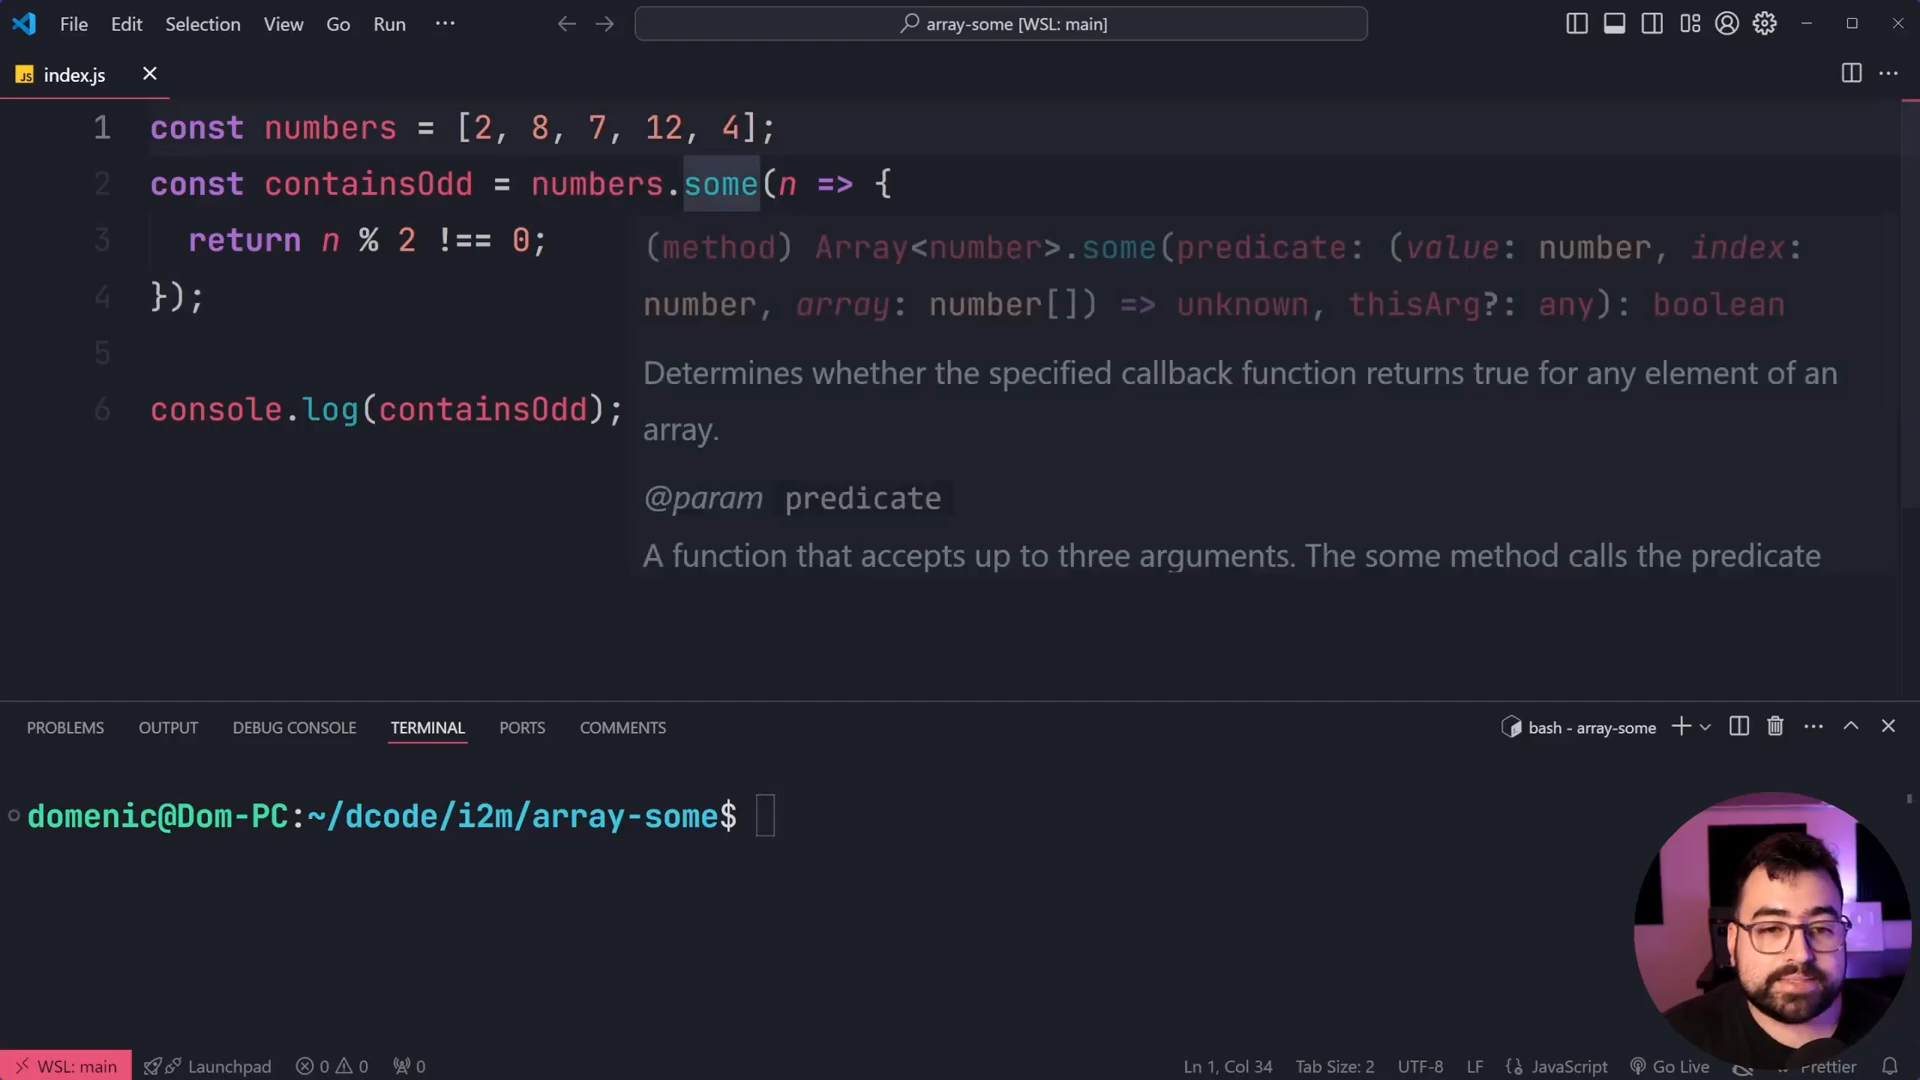 File Edit Selection View Go Run ···
array-some [WSL: main]
JS index.js
1 const numbers = [2, 8, 7, 12, 4];
2 const containsOdd = numbers.some(n => {
3 return n % 2 !== 0;
4 });
5
6 console.log(containsOdd);
(method) Array<number>.some(predicate: (value: number, index:
number, array: number[]) => unknown, thisArg?: any): boolean
Determines whether the specified callback function returns true for any element of an
array.
@param predicate
A function that accepts up to three arguments. The some method calls the predicate
PROBLEMS OUTPUT DEBUG CONSOLE TERMINAL PORTS COMMENTS
bash - array-some
domenic@Dom-PC:~/dcode/i2m/array-some$
WSL: main Launchpad 0 0 0 Ln 1, Col 34 Tab Size: 2 UTF-8 LF {} JavaScript Go Live Prettier